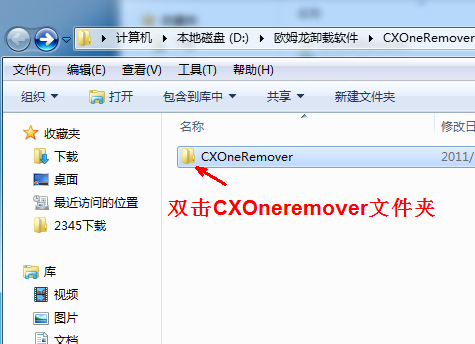 计算机 本地磁盘 (D:) 欧姆龙卸载软件 CXOneRemover
文件(F) 编辑(E) 查看(V) 工具(T) 帮助(H)
组织 打开 包含到库中 共享 新建文件夹
收藏夹
下载
桌面
最近访问的位置
2345下载
库
视频
图片
文档
名称 修改日
CXOneRemover 2011/
双击CXOneremover文件夹